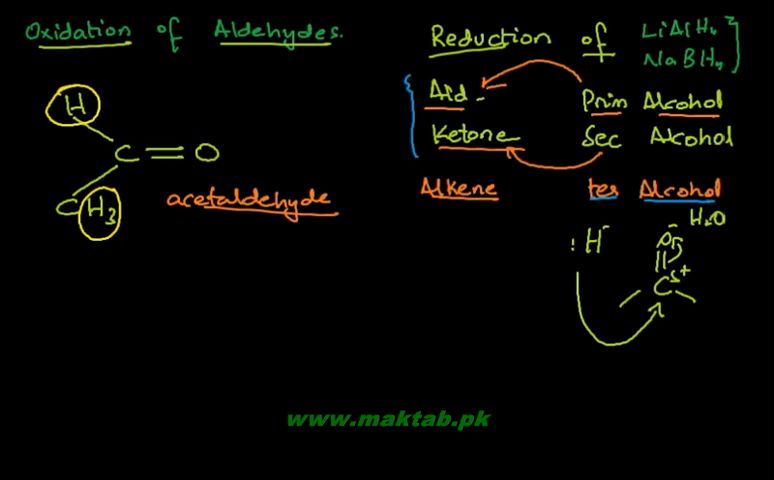 Oxidation of Aldehydes.
H
C = O
CH3
acetaldehyde
Reduction of LiAlH4
NaBH4
Ald - Prim Alcohol
Ketone Sec Alcohol
Alkene ter Alcohol
:H- O- H2O
Cδ+
www.maktab.pk